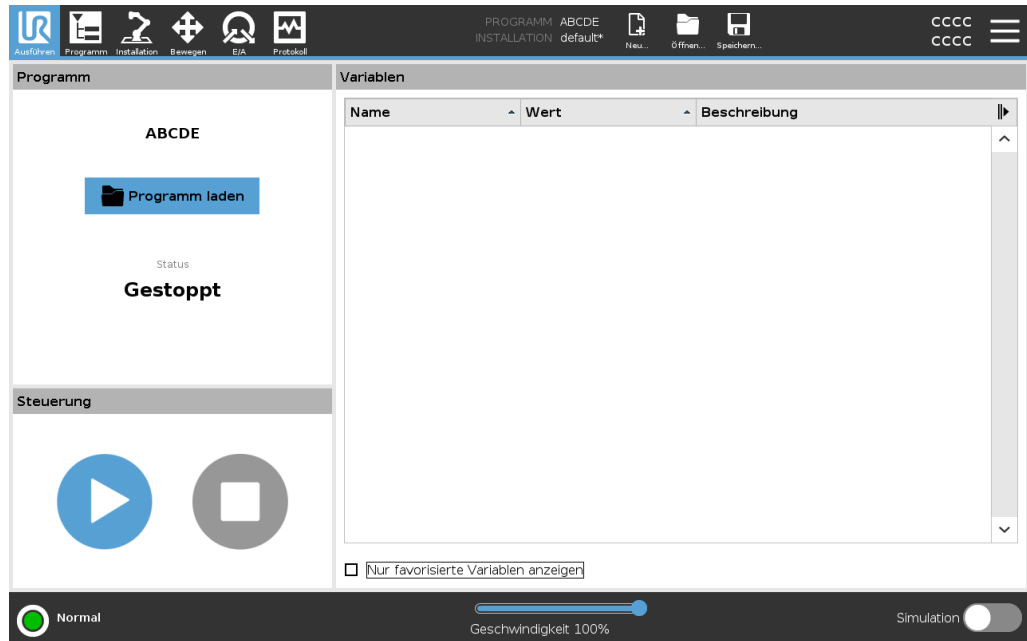 UR
Ausführen Programm Installation Bewegen E/A Protokoll
PROGRAMM ABCDE
INSTALLATION default*
Neu... Öffnen... Speichern...
CCCC
CCCC
Programm
ABCDE
Programm laden
Status
Gestoppt
Steuerung
Variablen
Name Wert Beschreibung
Nur favorisierte Variablen anzeigen
Normal
Geschwindigkeit 100%
Simulation